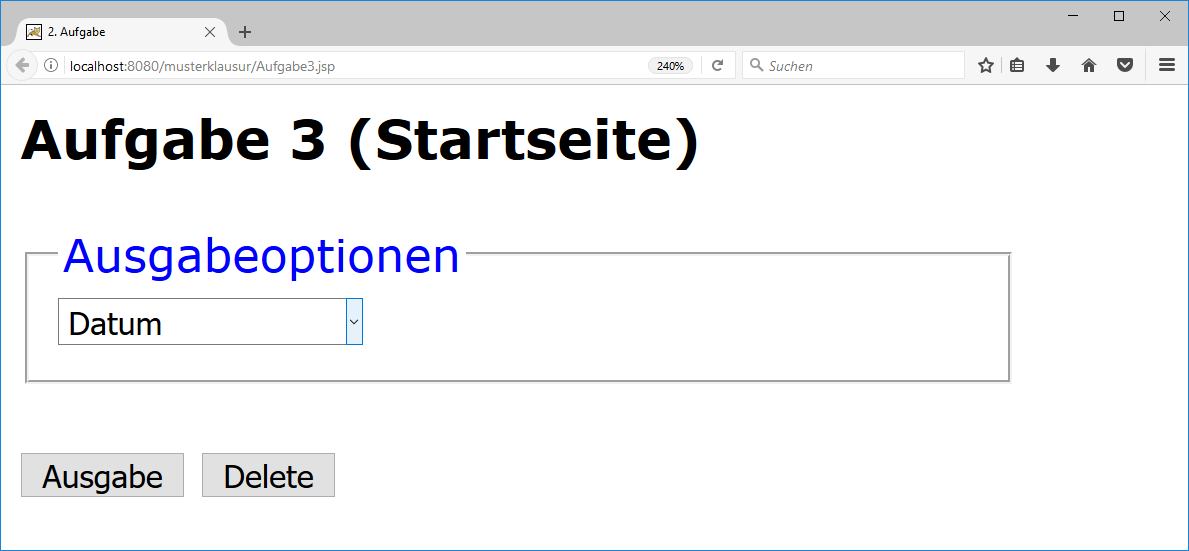 2. Aufgabe
localhost:8080/musterklausur/Aufgabe3.jsp 240% Suchen
Aufgabe 3 (Startseite)
Ausgabeoptionen
Datum
Ausgabe Delete